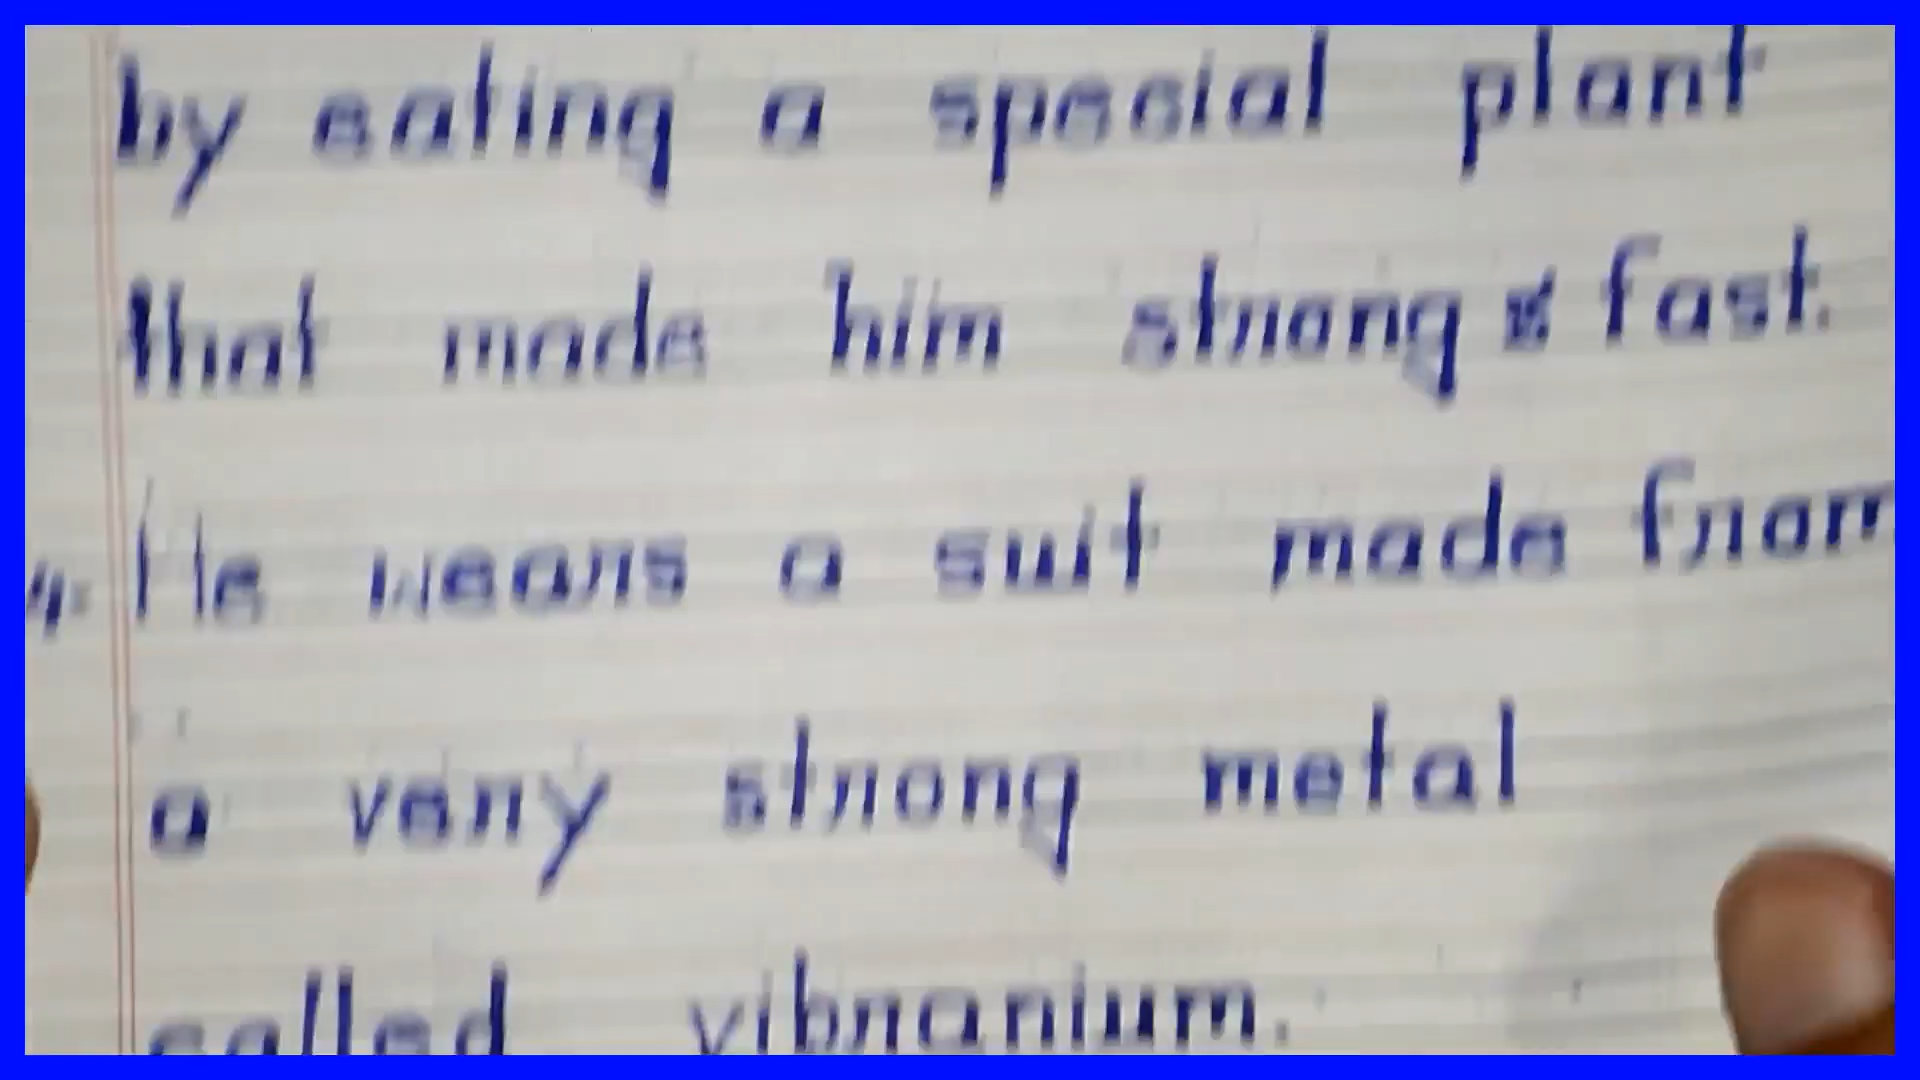 by eating a special plant
that made him strong & fast.
4. He wears a suit made from
a very strong metal
called vibranium.